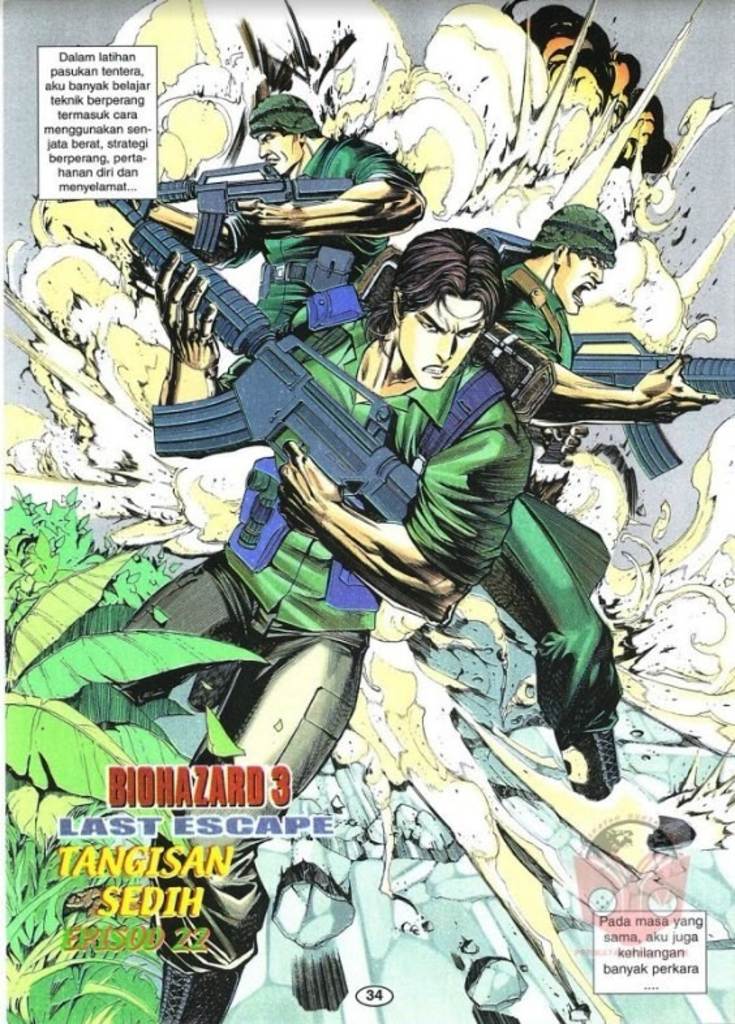 Dalam latihan
pasukan tentera,
aku banyak belajar
teknik berperang
termasuk cara
menggunakan sen-
jata berat, strategi
berperang, perta-
hanan diri dan
menyelamat...
BIOHAZARD 3
LAST ESCAPE
TANGISAN
SEDIH
EPISOD 22
Pada masa yang
sama, aku juga
kehilangan
banyak perkara
....
34